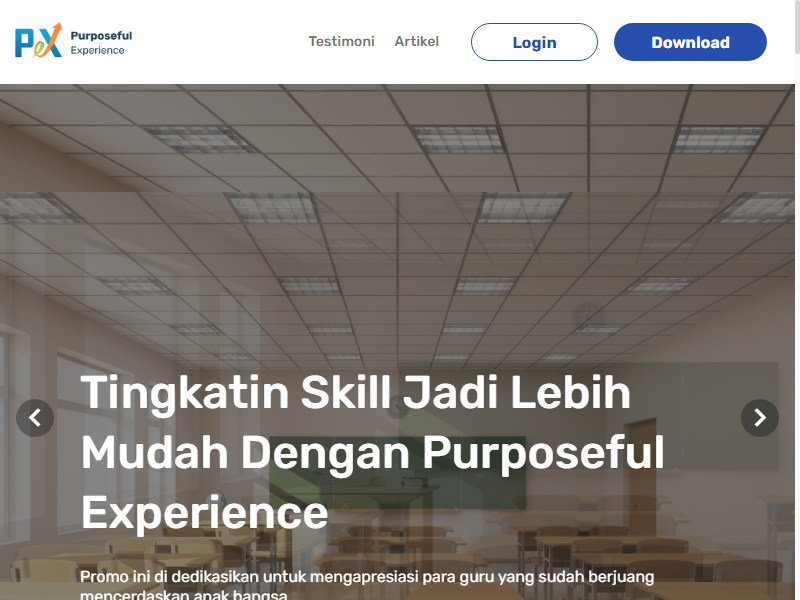 PeX
Purposeful
Experience
Testimoni
Artikel
Login
Download
Tingkatin Skill Jadi Lebih
Mudah Dengan Purposeful
Experience
Promo ini di dedikasikan untuk mengapresiasi para guru yang sudah berjuang
mencerdaskan anak bangsa